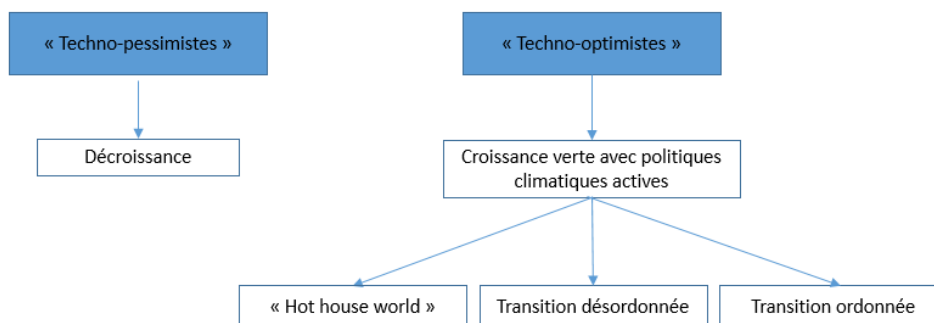 « Techno-pessimistes »
« Techno-optimistes »
Décroissance
Croissance verte avec politiques
climatiques actives
« Hot house world »
Transition désordonnée
Transition ordonnée